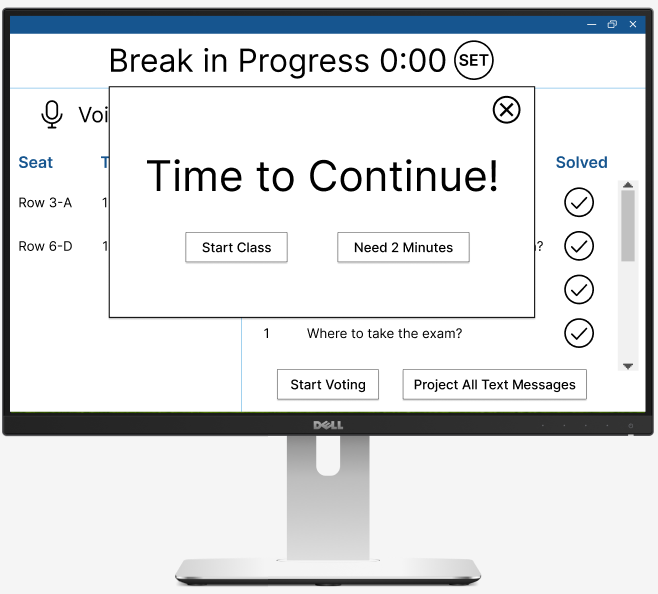 Break in Progress 0:00 SET
Voi
Time to Continue!
Seat
T
Solved
Row 3-A
1
Start Class
Need 2 Minutes
Row 6-D
1
?
1
Where to take the exam?
Start Voting
Project All Text Messages
DELL